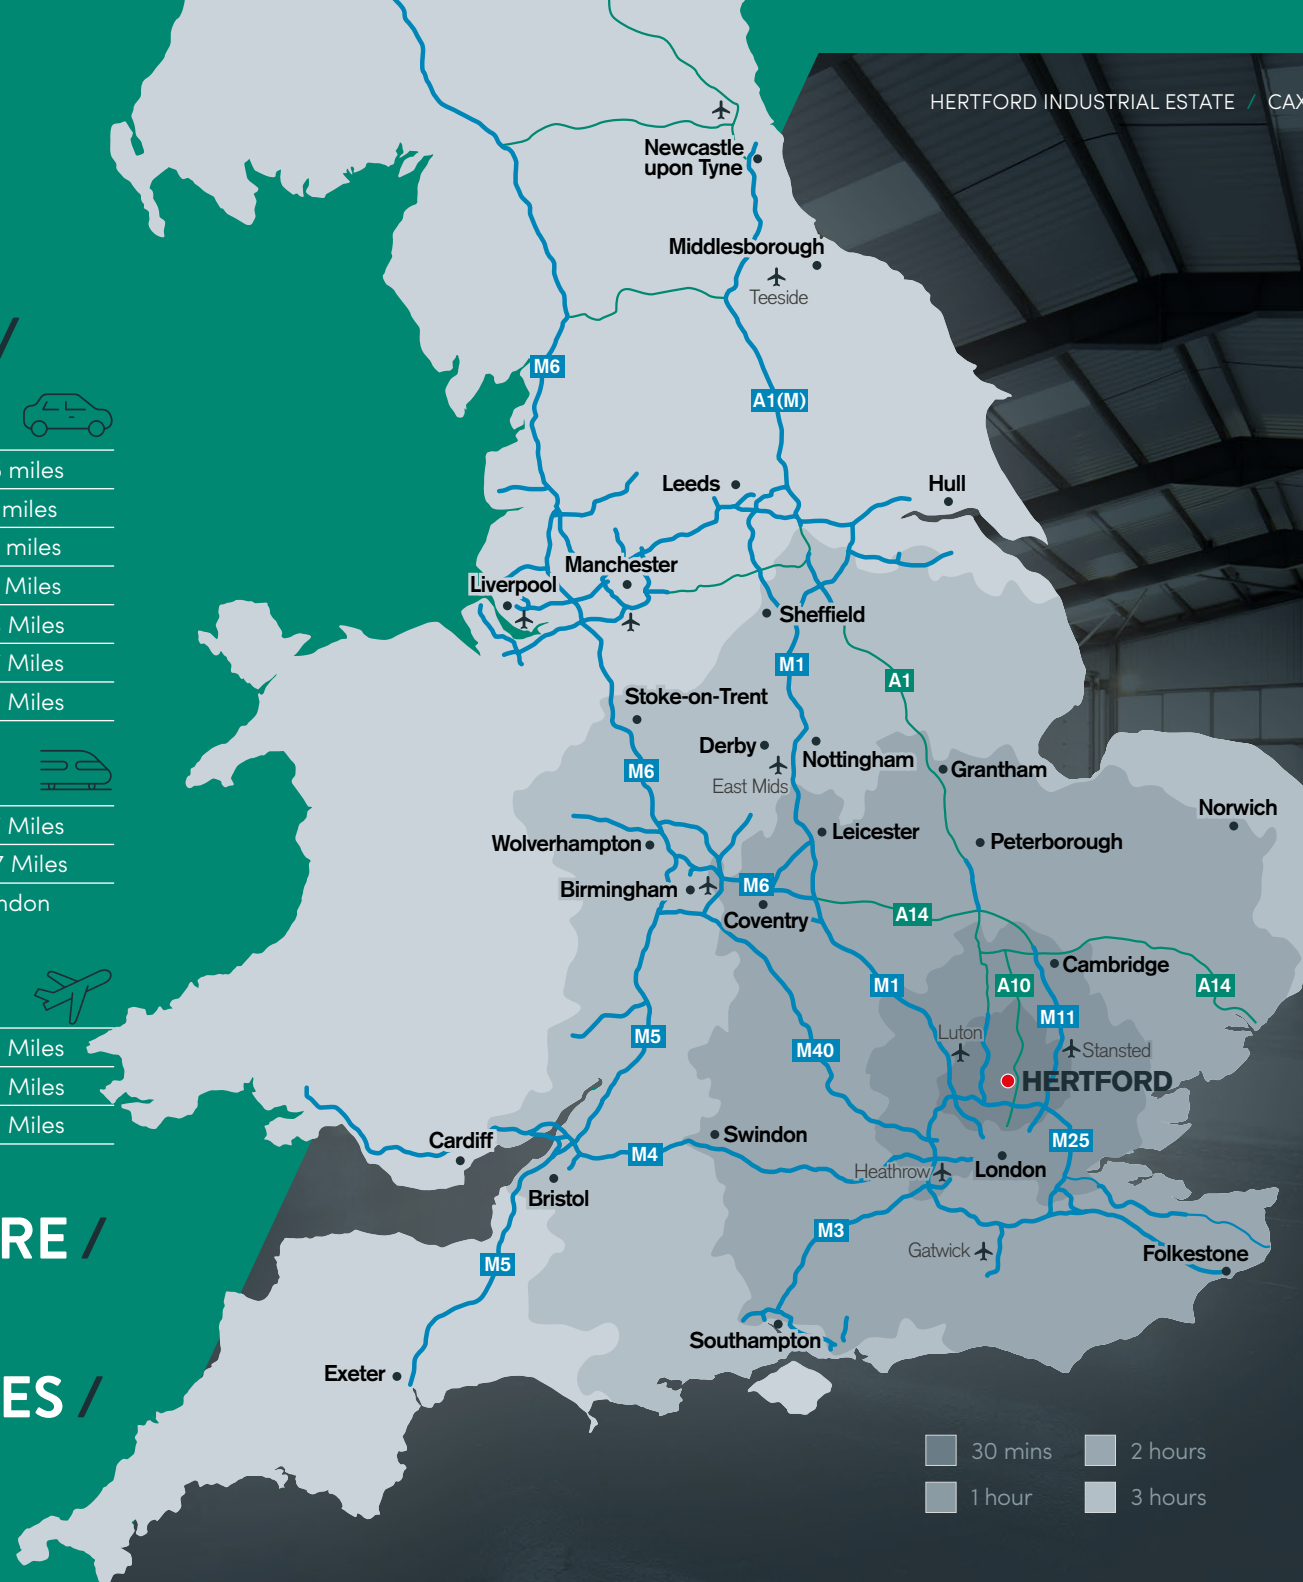 HERTFORD INDUSTRIAL ESTATE /
Newcastle
upon Tyne
Middlesborough
Teeside
/
M6
A1(M)
miles
miles
miles
Miles
Miles
Miles
Miles
Leeds
Hull
Manchester
Liverpool
Sheffield
M1
A1
Stoke-on-Trent
Derby
Nottingham
East Mids
M6
Grantham
Norwich
Leicester
Peterborough
Wolverhampton
Birmingham
M6
Coventry
A14
Miles
7 Miles
Cambridge
M1
A10
A14
M11
Luton
Stansted
M5
M40
HERTFORD
Miles
Miles
Miles
Cardiff
M4
Swindon
M25
Heathrow
London
Bristol
M3
Gatwick
Folkestone
M5
RE /
Southampton
Exeter
ES /
30 mins
2 hours
1 hour
3 hours